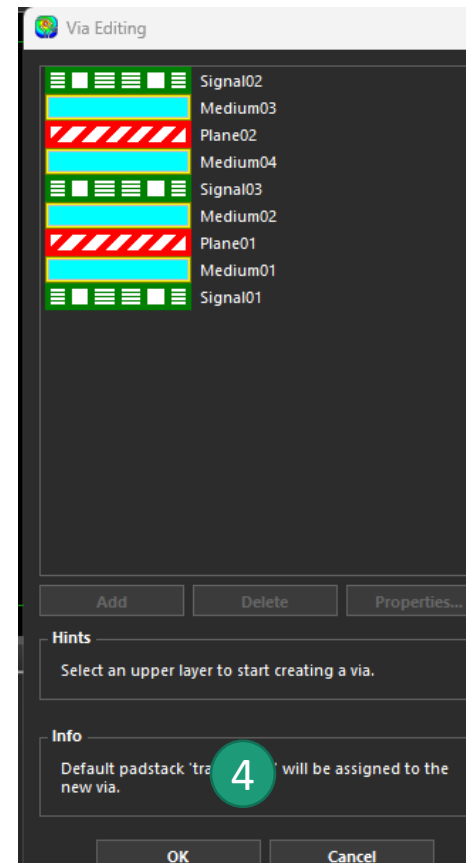 Via Editing
Signal02
Medium03
Plane02
Medium04
Signal03
Medium02
Plane01
Medium01
Signal01
Add Delete Properties...
Hints
Select an upper layer to start creating a via.
Info
Default padstack 4 will be assigned to the
new via.
OK Cancel